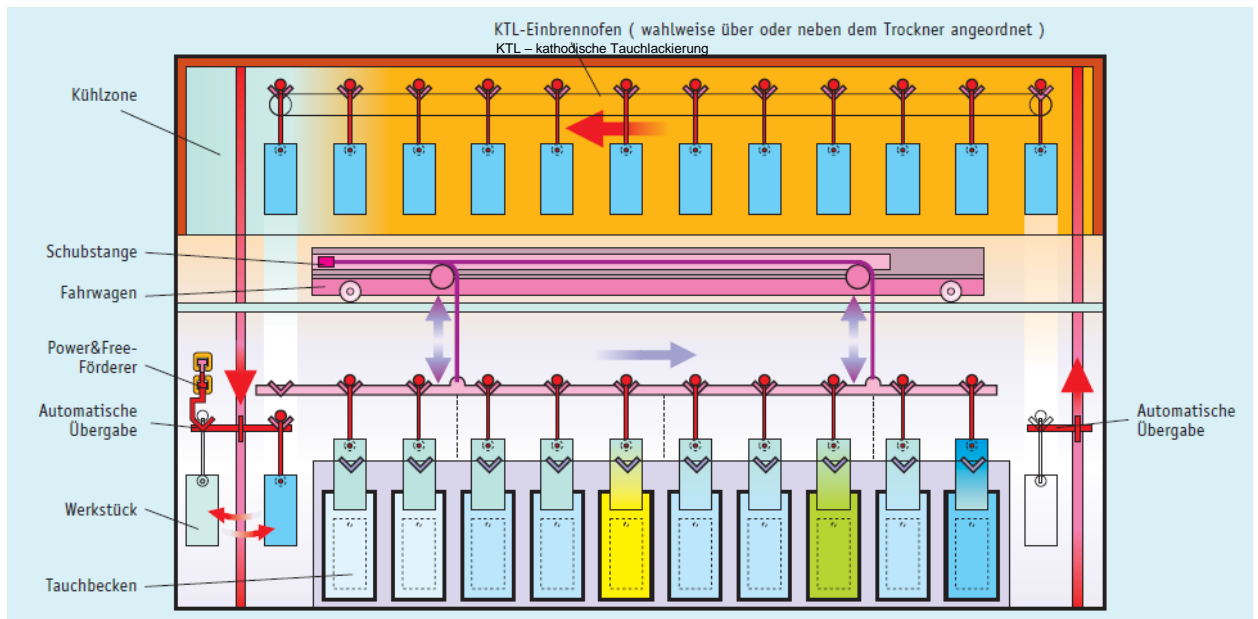 KTL-Einbrennofen ( wahlweise über oder neben dem Trockner angeordnet )
KTL – kathodische Tauchlackierung
Kühlzone
Schubstange
Fahrwagen
Power&Free-
Förderer
Automatische
Übergabe
Automatische
Übergabe
Werkstück
Tauchbecken